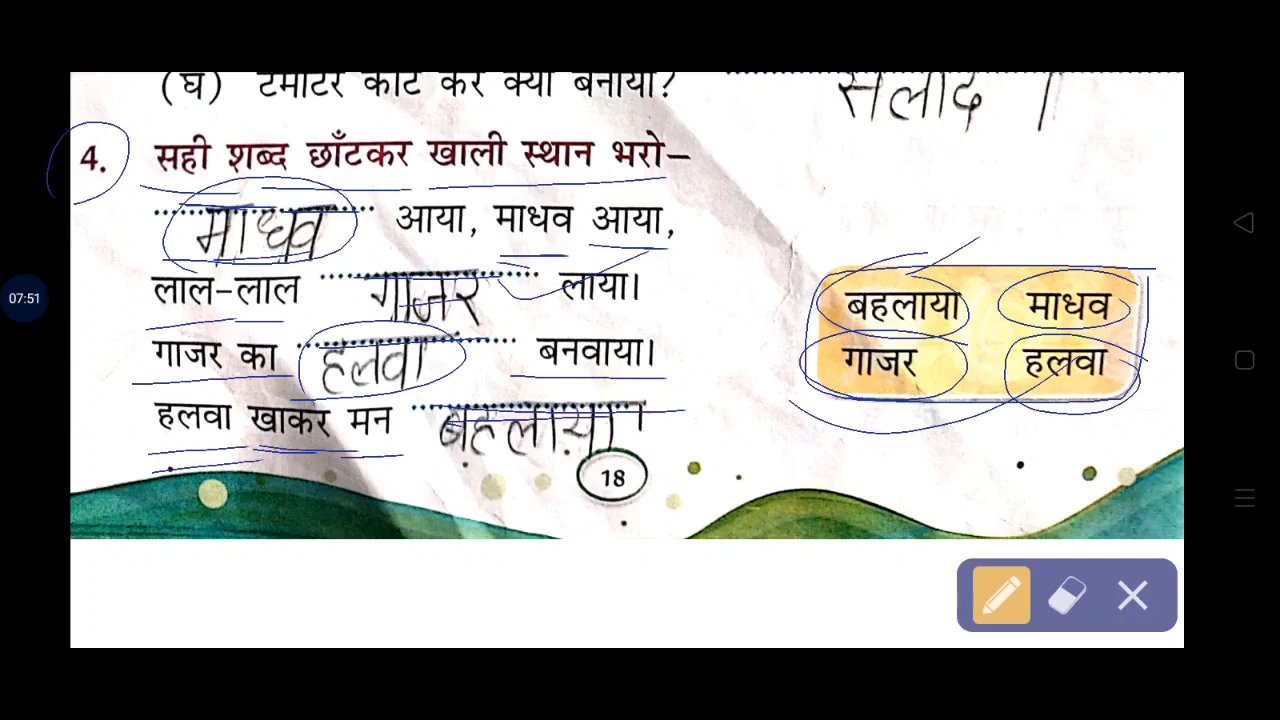 (घ) टमाटर काट कर क्या बनाया? सलाद ।
4. सही शब्द छाँटकर खाली स्थान भरो–
माधव आया, माधव आया,
लाल-लाल गाजर लाया।
गाजर का हलवा बनवाया।
हलवा खाकर मन बहलाया।
बहलाया माधव
गाजर हलवा
18
07:51